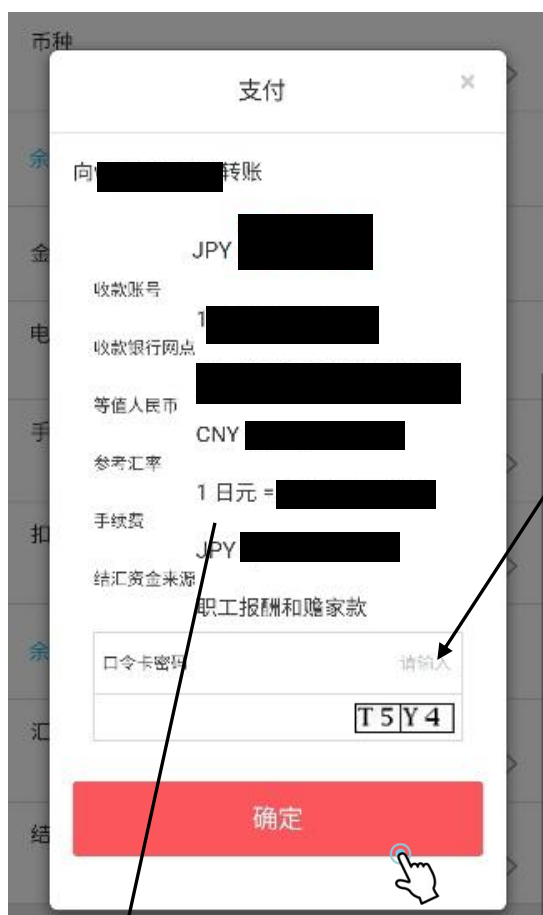 币种
支付
×
余
向
转账
金
JPY
收款账号
电
1
收款银行网点
等值人民币
手
CNY
参考汇率
1 日元 =
手续费
扣
JPY
结汇资金来源
职工报酬和赡家款
余
口令卡密码
请输入
T 5 Y 4
汇
确定
结